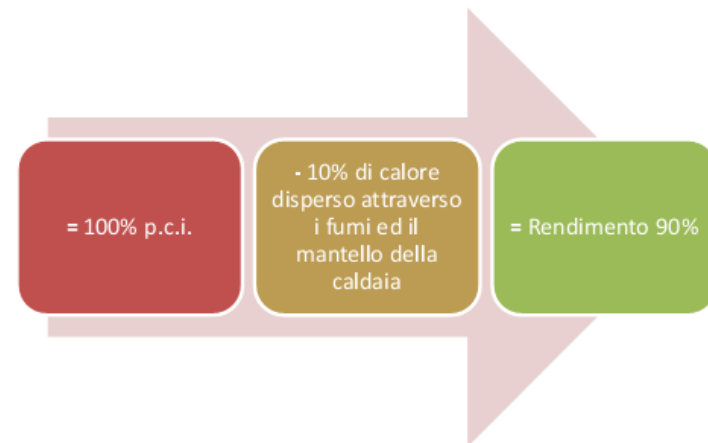 = 100% p.c.i.
- 10% di calore
disperso attraverso
i fumi ed il
mantello della
caldaia
= Rendimento 90%